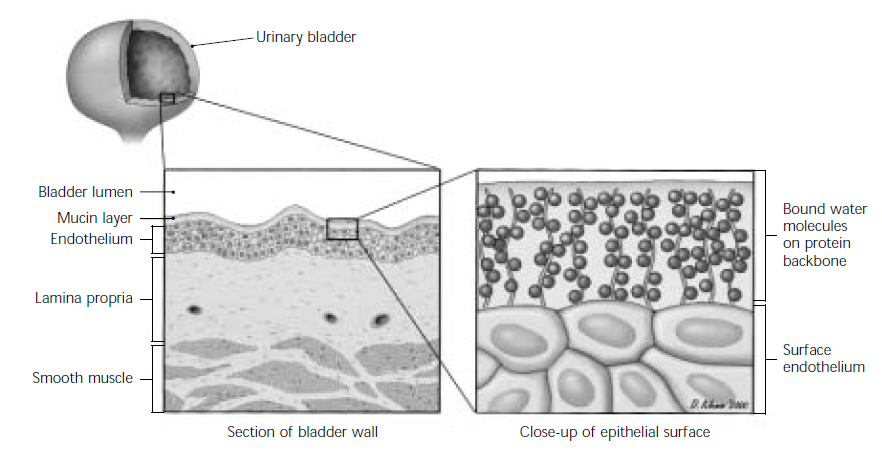 Urinary bladder
Bladder lumen
Mucin layer
Endothelium
Lamina propria
Smooth muscle
Bound water
molecules
on protein
backbone
Surface
endothelium
Section of bladder wall
Close-up of epithelial surface